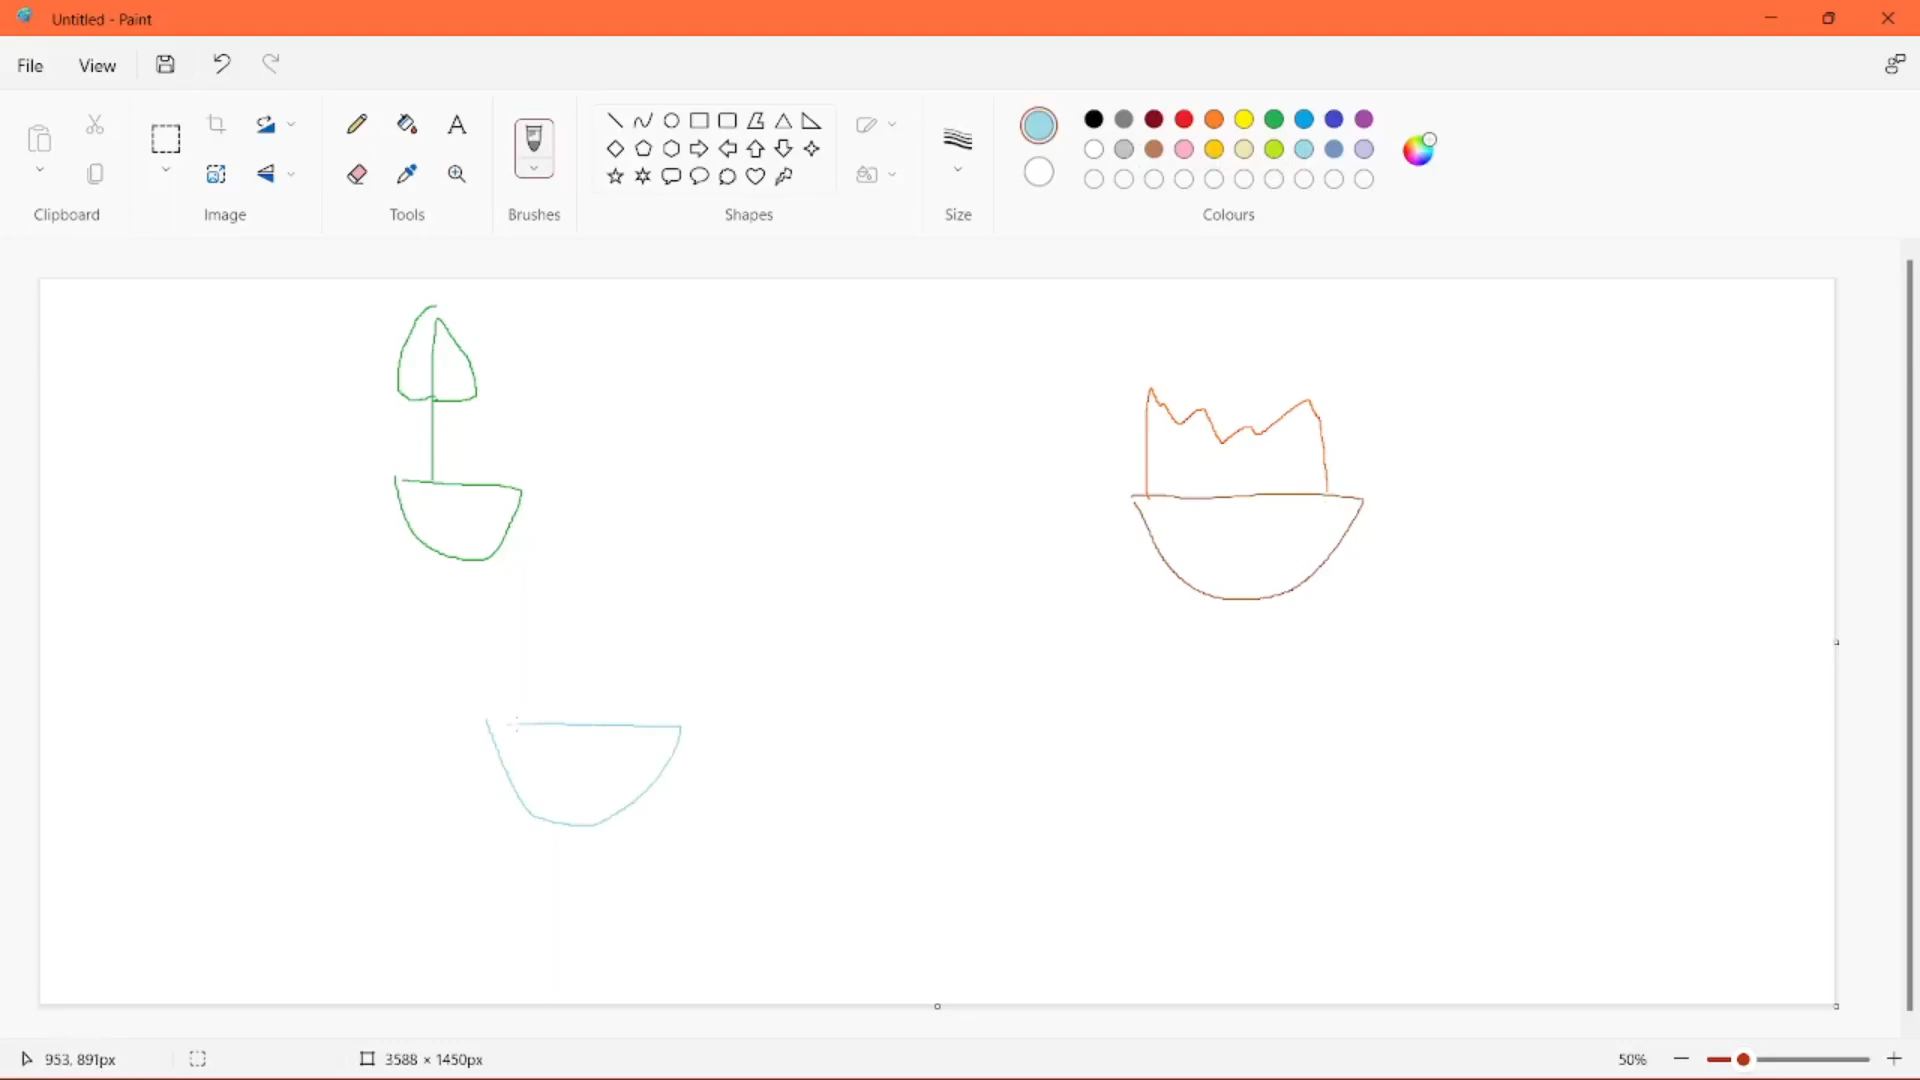 Untitled - Paint
File View
Clipboard Image Tools Brushes Shapes Size Colours
953, 891px 3588 × 1450px 50%